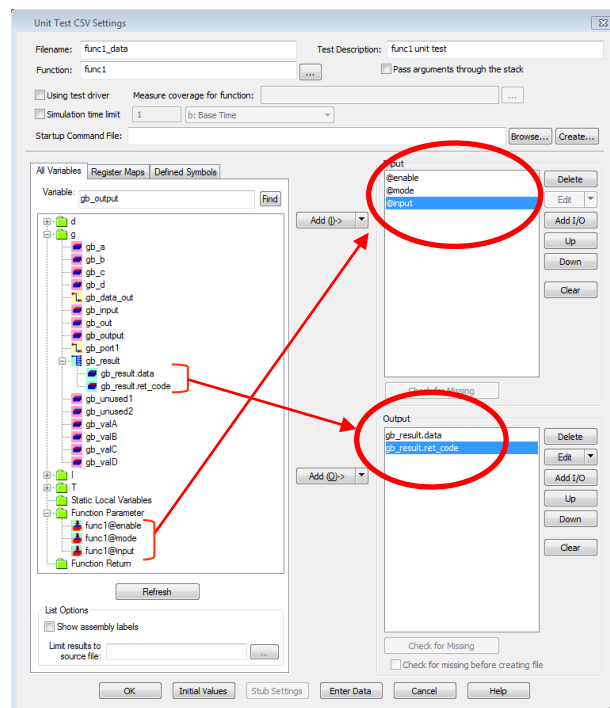 Unit Test CSV Settings
Filename: func1_data Test Description: func1 unit test
Function: func1 ... Pass arguments through the stack
Using test driver Measure coverage for function: ...
Simulation time limit 1 b: Base Time
Startup Command File: Browse... Create...
All Variables Register Maps Defined Symbols
Variable: gb_output Find
d
g
gb_a
gb_b
gb_c
gb_d
gb_data_out
gb_input
gb_out
gb_output
gb_port1
gb_result
gb_result.data
gb_result.ret_code
gb_unused1
gb_unused2
gb_valA
gb_valB
gb_valC
gb_valD
I
T
Static Local Variables
Function Parameter
func1@enable
func1@mode
func1@input
Function Return
Refresh
List Options
Show assembly labels
Limit results to
source file: ...
Add (I)->
Add (O)->
Input
@enable
@mode
@input
Delete
Edit
Add I/O
Up
Down
Clear
Check for Missing
Output
gb_result.data
gb_result.ret_code
Delete
Edit
Add I/O
Up
Down
Clear
Check for Missing
Check for missing before creating file
OK Initial Values Stub Settings Enter Data Cancel Help